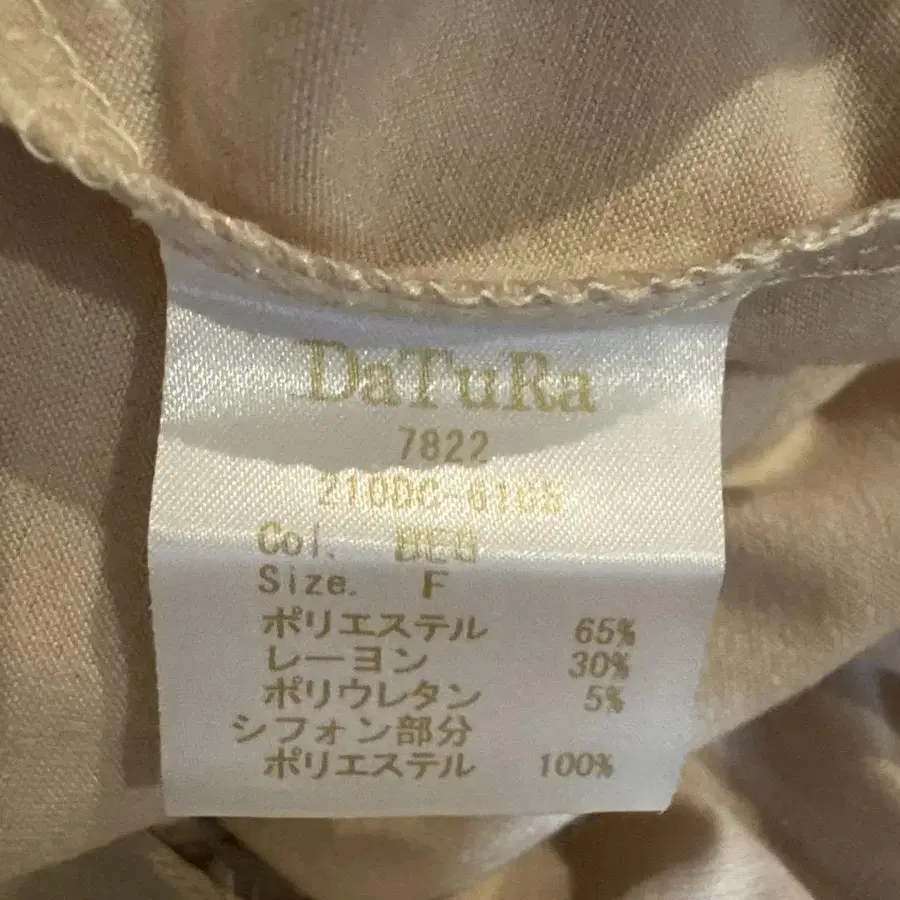 DaTuRa
7822
Col. BEG
Size. F
ポリエステル 65%
レーヨン 30%
ポリウレタン 5%
シフォン部分
ポリエステル 100%